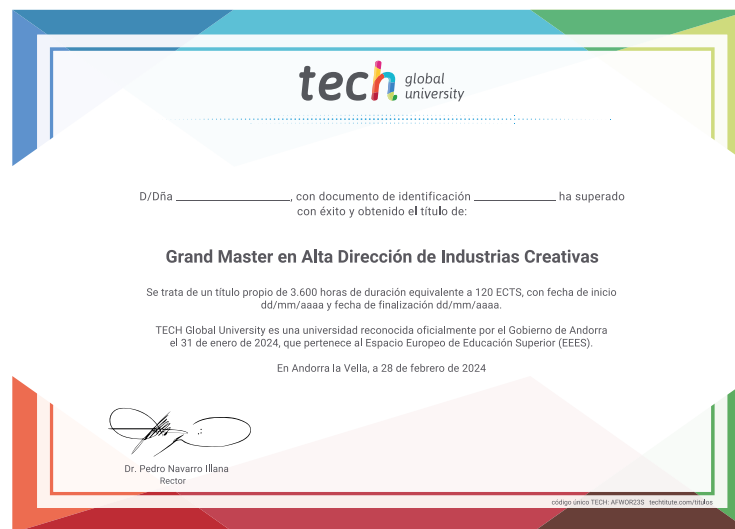 tech global university
D/Dña ____________________, con documento de identificación ______________ ha superado
con éxito y obtenido el título de:
Grand Master en Alta Dirección de Industrias Creativas
Se trata de un título propio de 3.600 horas de duración equivalente a 120 ECTS, con fecha de inicio
dd/mm/aaaa y fecha de finalización dd/mm/aaaa.
TECH Global University es una universidad reconocida oficialmente por el Gobierno de Andorra
el 31 de enero de 2024, que pertenece al Espacio Europeo de Educación Superior (EEES).
En Andorra la Vella, a 28 de febrero de 2024
Dr. Pedro Navarro Illana
Rector
código único TECH: AFWOR23S techtitute.com/titulos